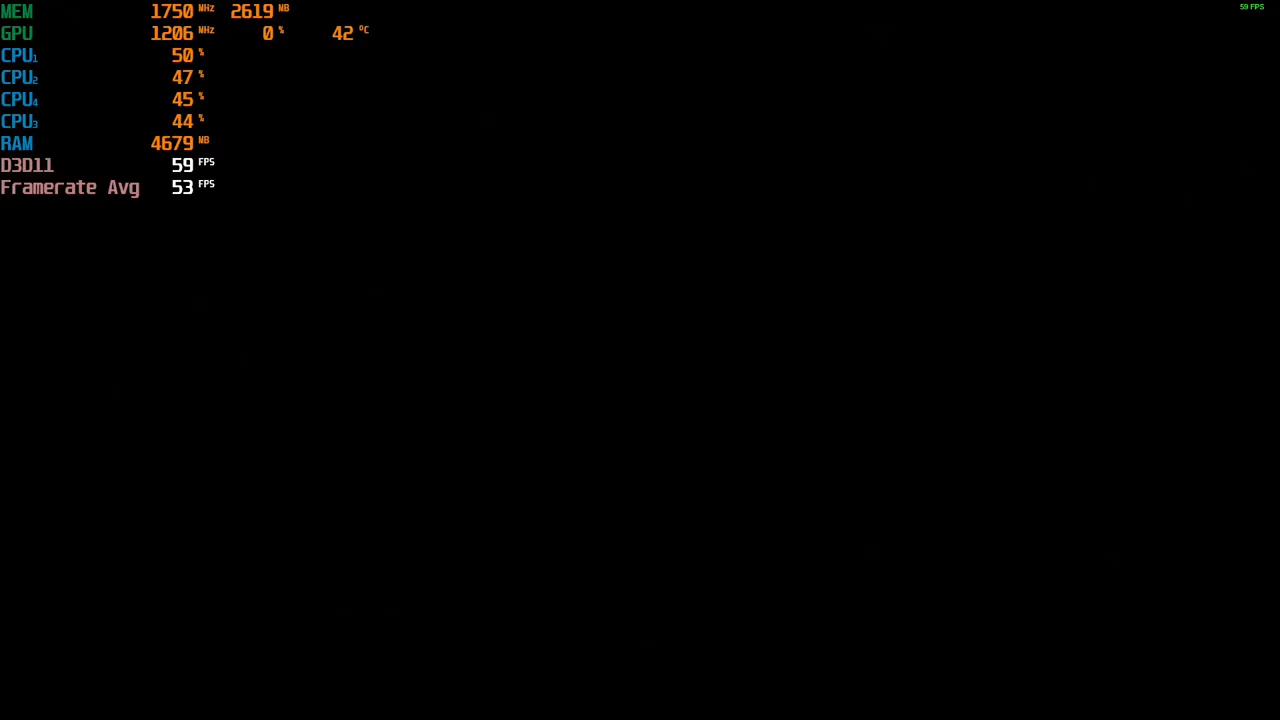 MEM 1750 MHz 2619 MB
GPU 1206 MHz 0 % 42 °C
CPU1 50 %
CPU2 47 %
CPU4 45 %
CPU3 44 %
RAM 4679 MB
D3D11 59 FPS
Framerate Avg 53 FPS
59 FPS